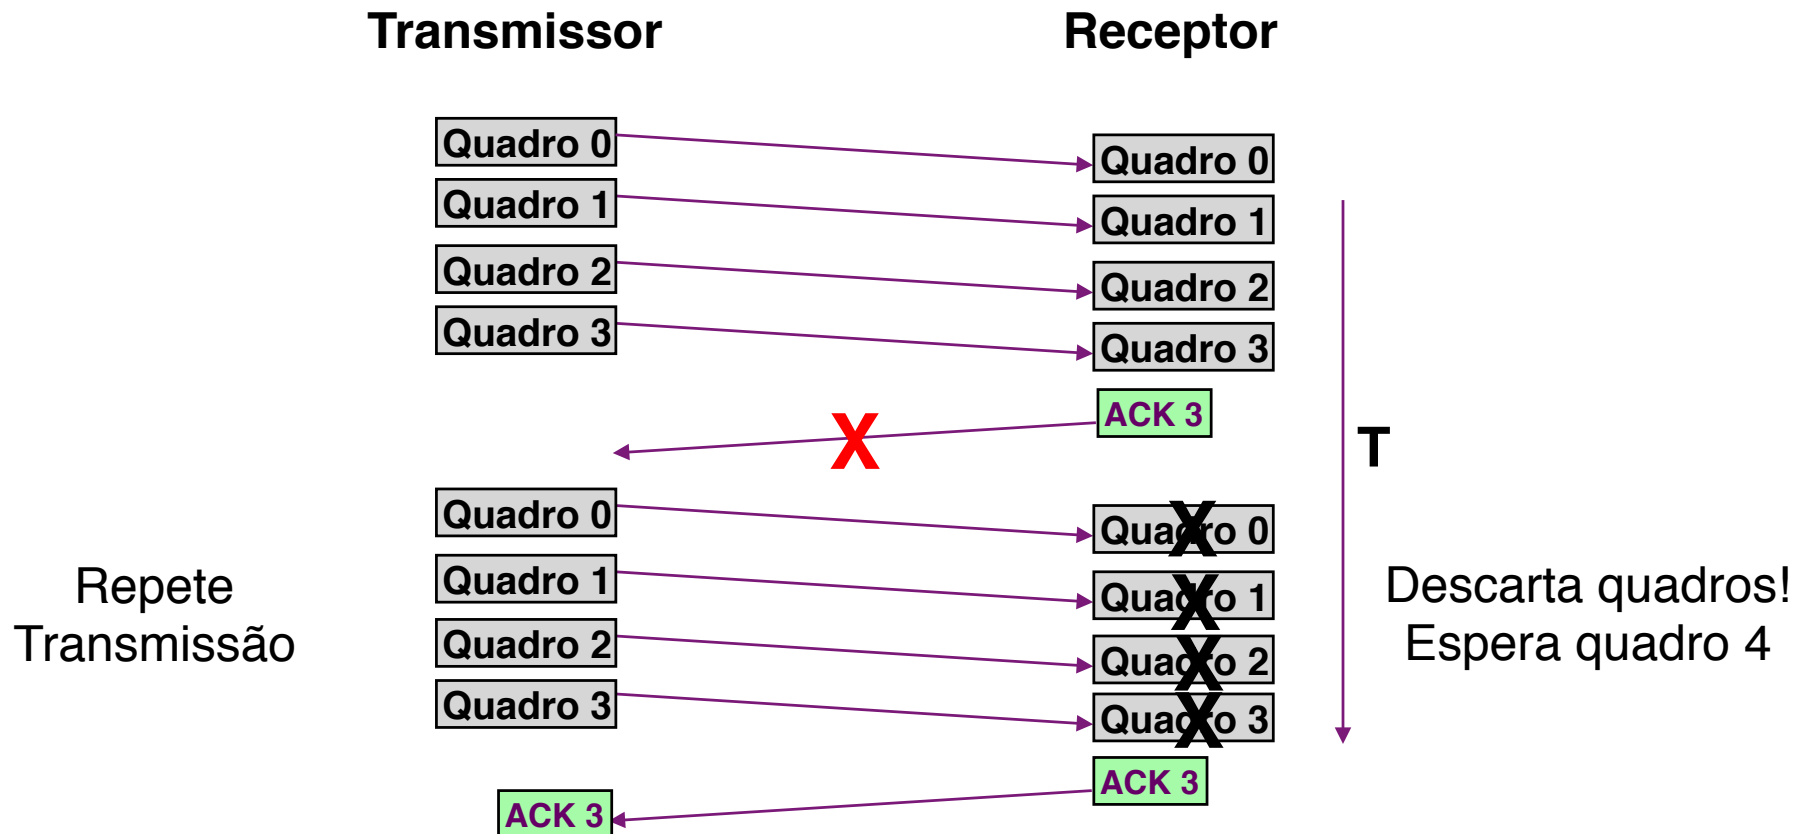 Transmissor
Receptor
Quadro 0
Quadro 0
Quadro 1
Quadro 1
Quadro 2
Quadro 2
Quadro 3
Quadro 3
ACK 3
X
T
Quadro 0
Quadro 0
X
Quadro 1
Quadro 1
X
Repete
Transmissão
Descarta quadros!
Espera quadro 4
Quadro 2
Quadro 2
X
Quadro 3
Quadro 3
X
ACK 3
ACK 3